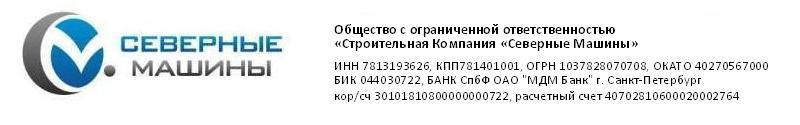 СЕВЕРНЫЕ
МАШИНЫ
Общество с ограниченной ответственностью
«Строительная Компания «Северные Машины»
ИНН 7813193626, КПП781401001, ОГРН 1037828070708, ОКАТО 40270567000
БИК 044030722, БАНК СпбФ ОАО "МДМ Банк" г. Санкт-Петербург
кор/сч 30101810800000000722, расчетный счет 40702810600020002764